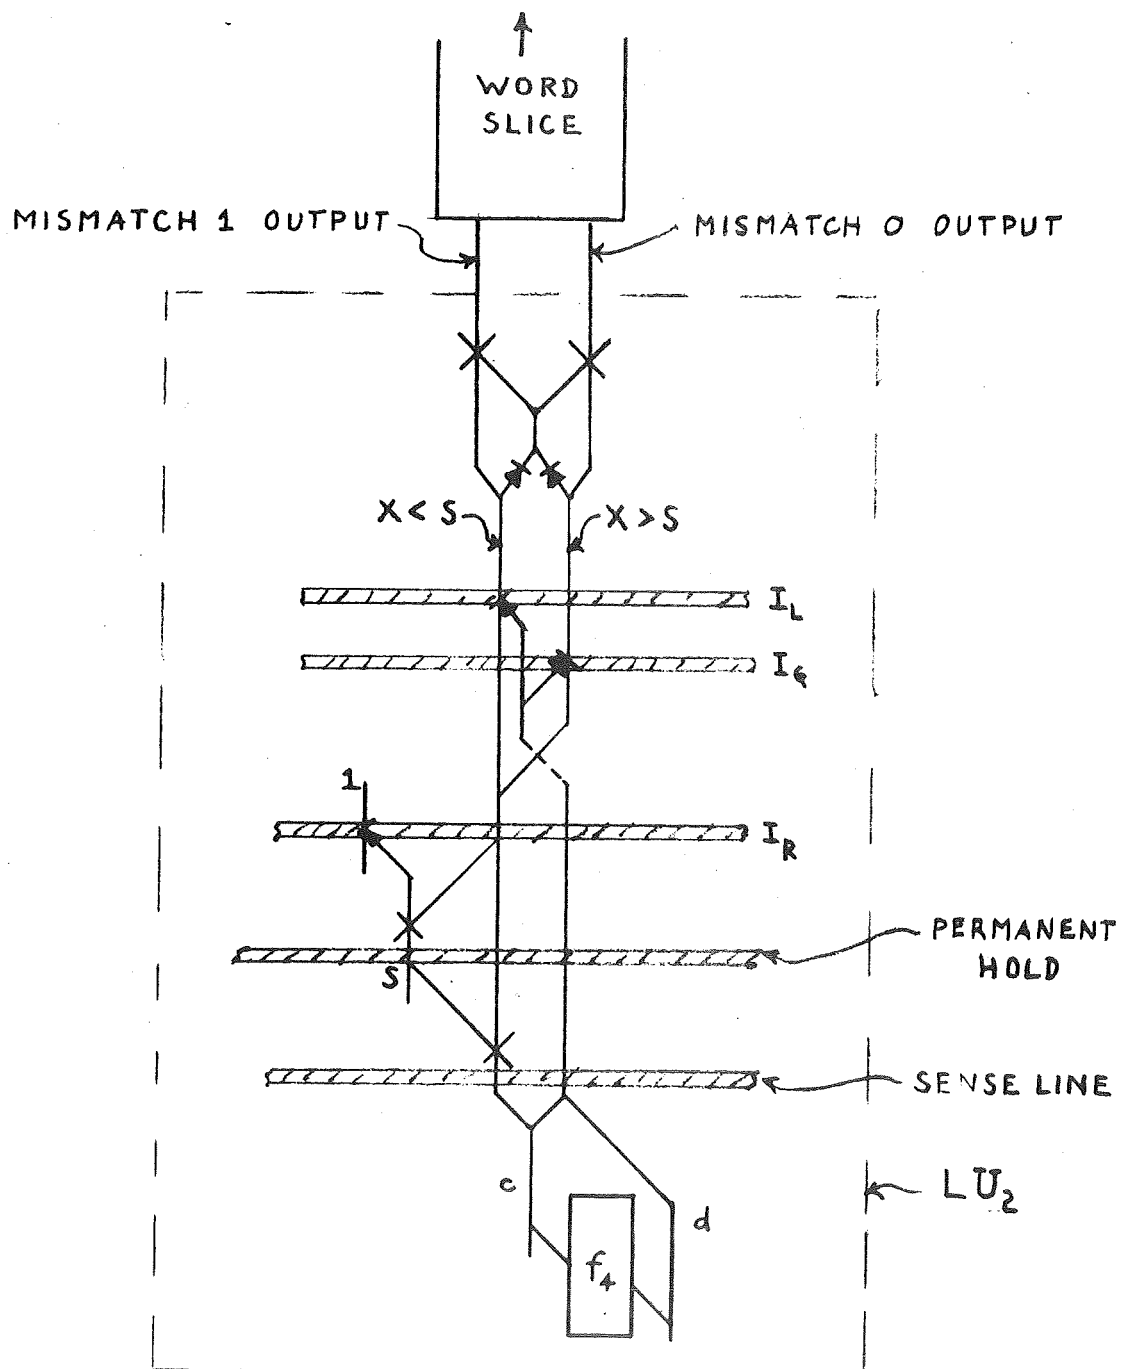 WORD
SLICE
MISMATCH 1 OUTPUT
MISMATCH 0 OUTPUT
X < S
X > S
I_L
I_G
1
I_R
PERMANENT
HOLD
S
SENSE LINE
c
LU_2
d
f_4